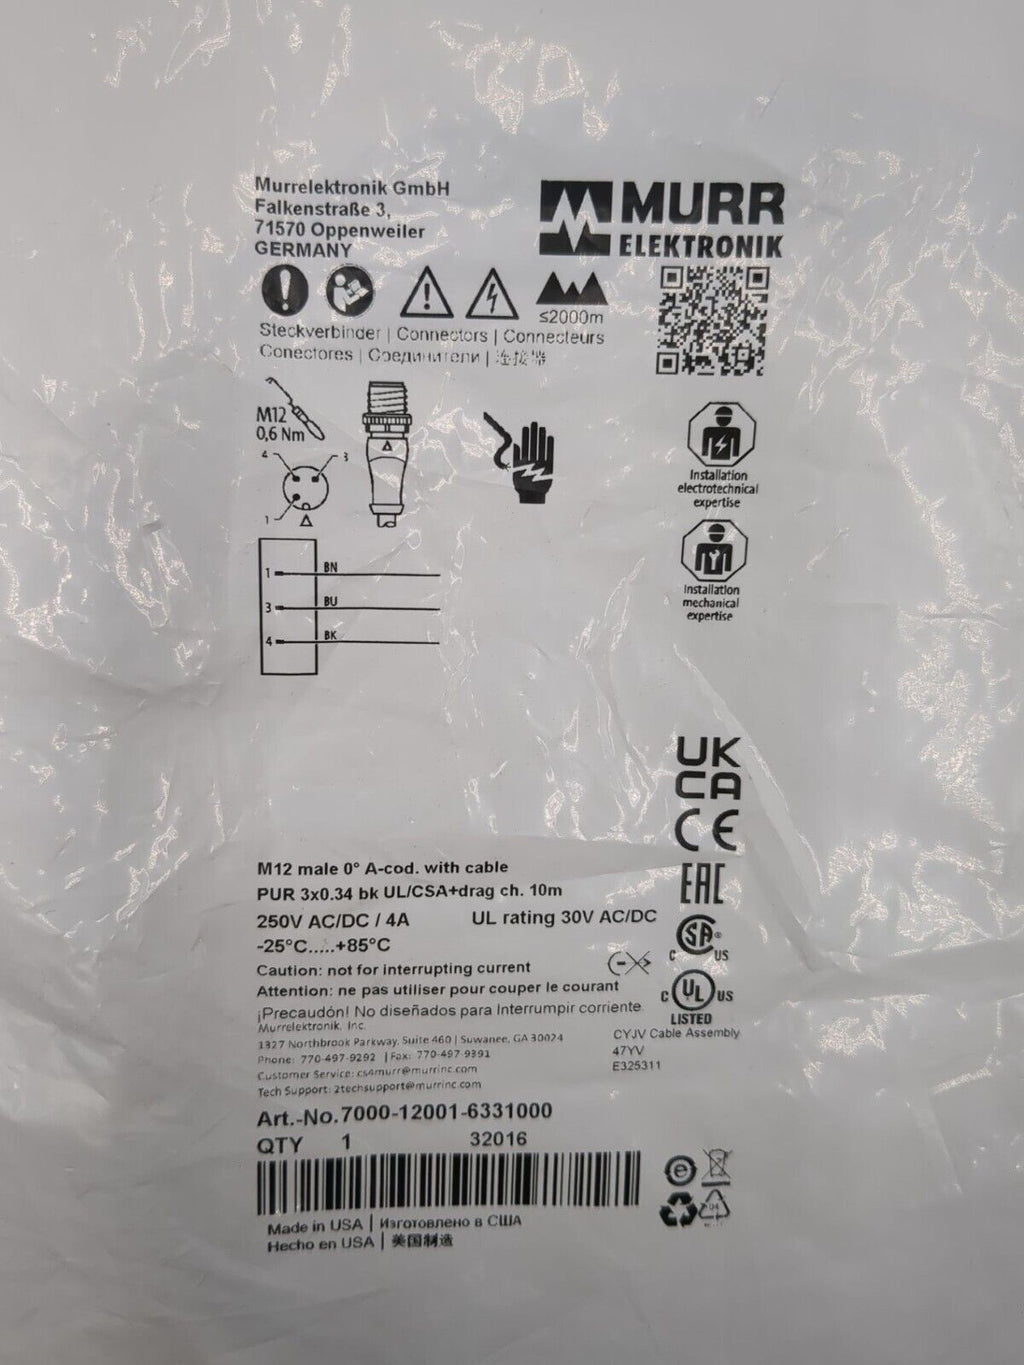 Murrelektronik GmbH
Falkenstraße 3,
71570 Oppenweiler
GERMANY
MURR
ELEKTRONIK
≤2000m
Steckverbinder | Connectors | Connecteurs
Conectores | Соединители | 连接器
M12
0,6 Nm
4 3
1
Installation
electrotechnical
expertise
Installation
mechanical
expertise
1 BN
3 BU
4 BK
UK
CA
CE
EAC
M12 male 0° A-cod. with cable
PUR 3x0.34 bk UL/CSA+drag ch. 10m
250V AC/DC / 4A UL rating 30V AC/DC
-25°C.....+85°C
C SA® US
Caution: not for interrupting current
Attention: ne pas utiliser pour couper le courant
C UL US
LISTED
¡Precaudón! No diseñados para Interrumpir corriente
Murrelektronik, Inc.
1327 Northbrook Parkway, Suite 460 | Suwanee, GA 30024
Phone: 770-497-9292 | Fax: 770-497-9391
Customer Service: cs4murr@murrinc.com
Tech Support: 2techsupport@murrinc.com
CYJV Cable Assembly
47YV
E325311
Art.-No. 7000-12001-6331000
QTY 1 32016
Made in USA | Изготовлено в США
Hecho en USA | 美国制造
e
04